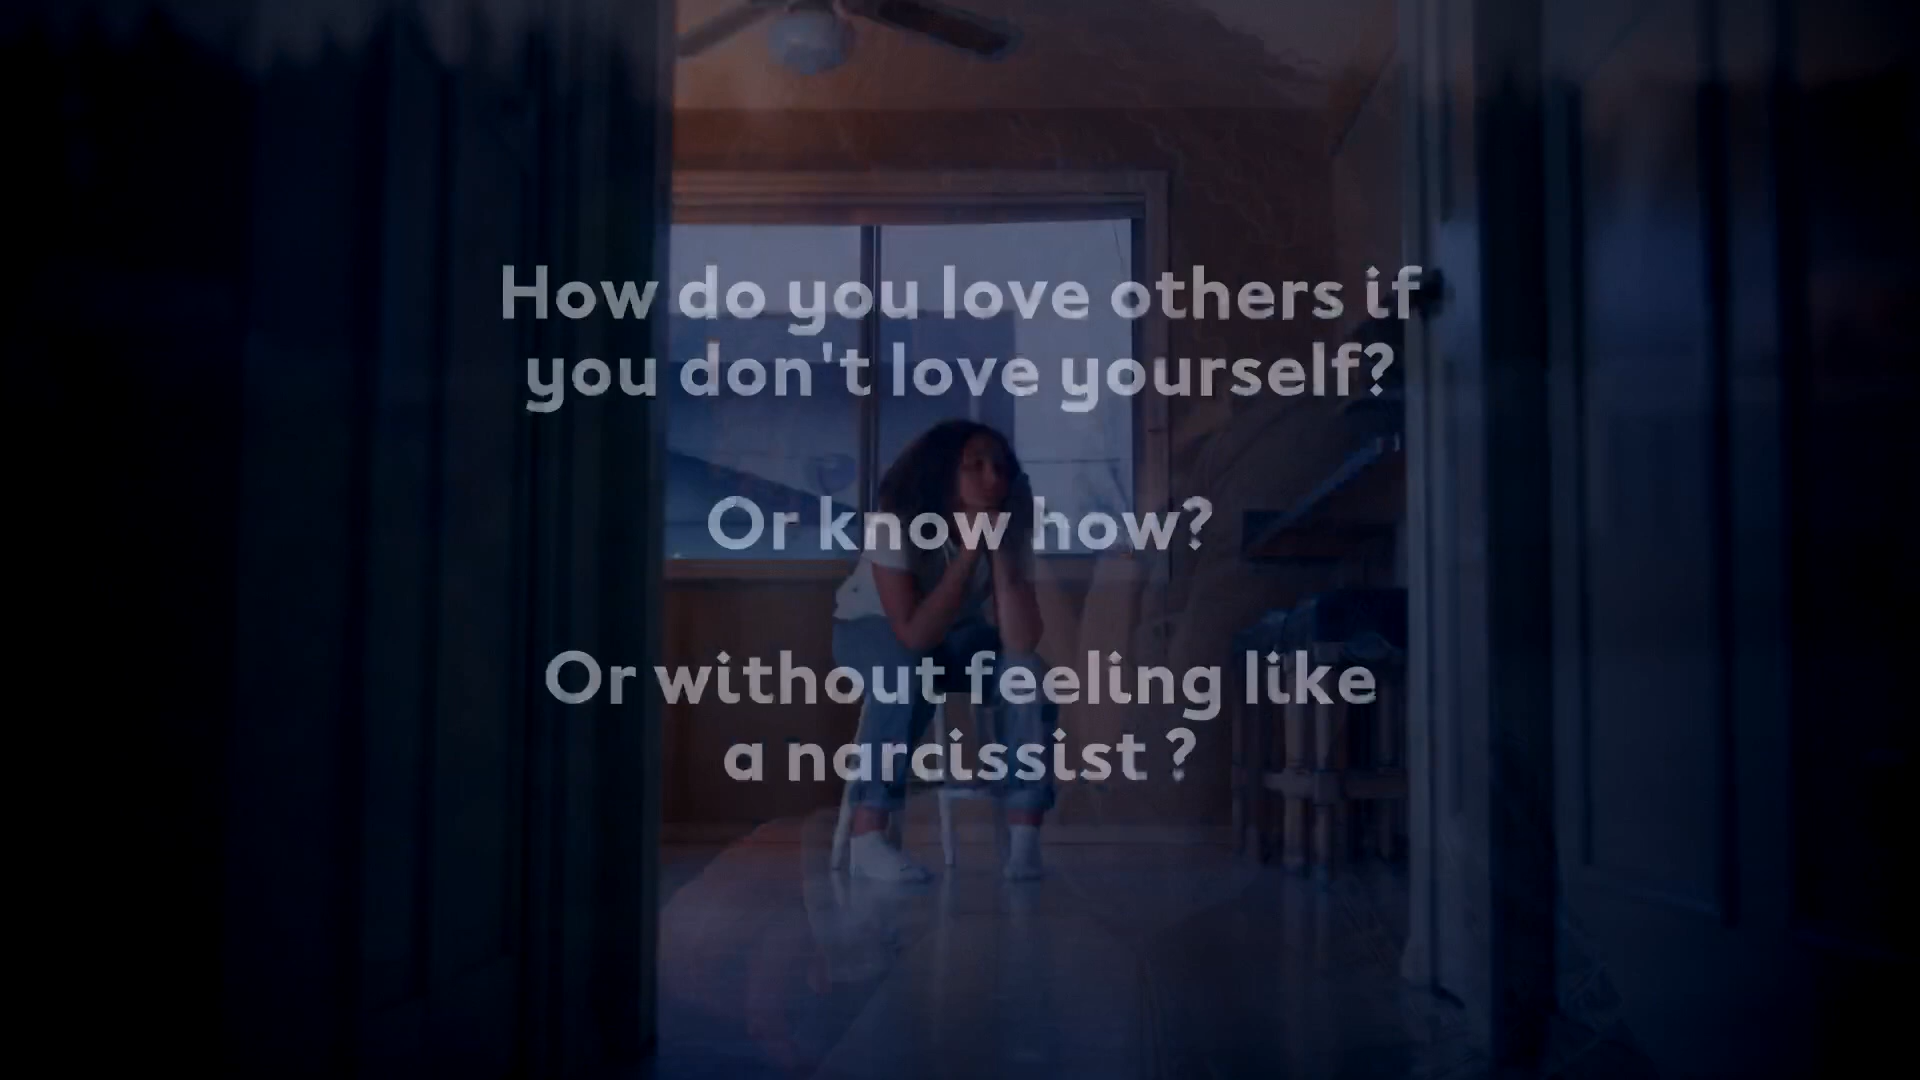 How do you love others if
you don't love yourself?
Or know how?
Or without feeling like
a narcissist ?